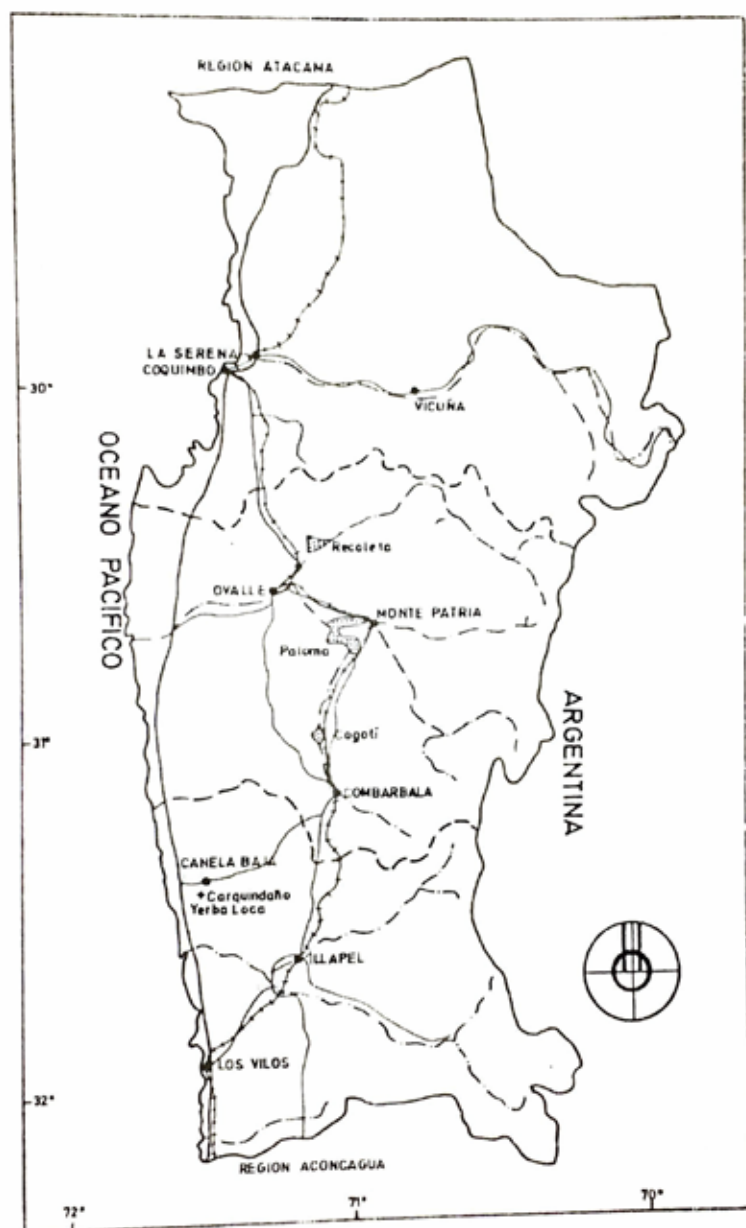 REGION ATACAMA
LA SERENA
COQUIMBO
30°
VICUÑA
OCEANO PACIFICO
Recoleta
OVALLE
MONTE PATRIA
Paloma
ARGENTINA
Cogotí
31°
COMBARBALA
CANELA BAJA
+ Carquindaño
Yerba Loca
ILLAPEL
LOS VILOS
32°
REGION ACONCAGUA
72°
71°
70°